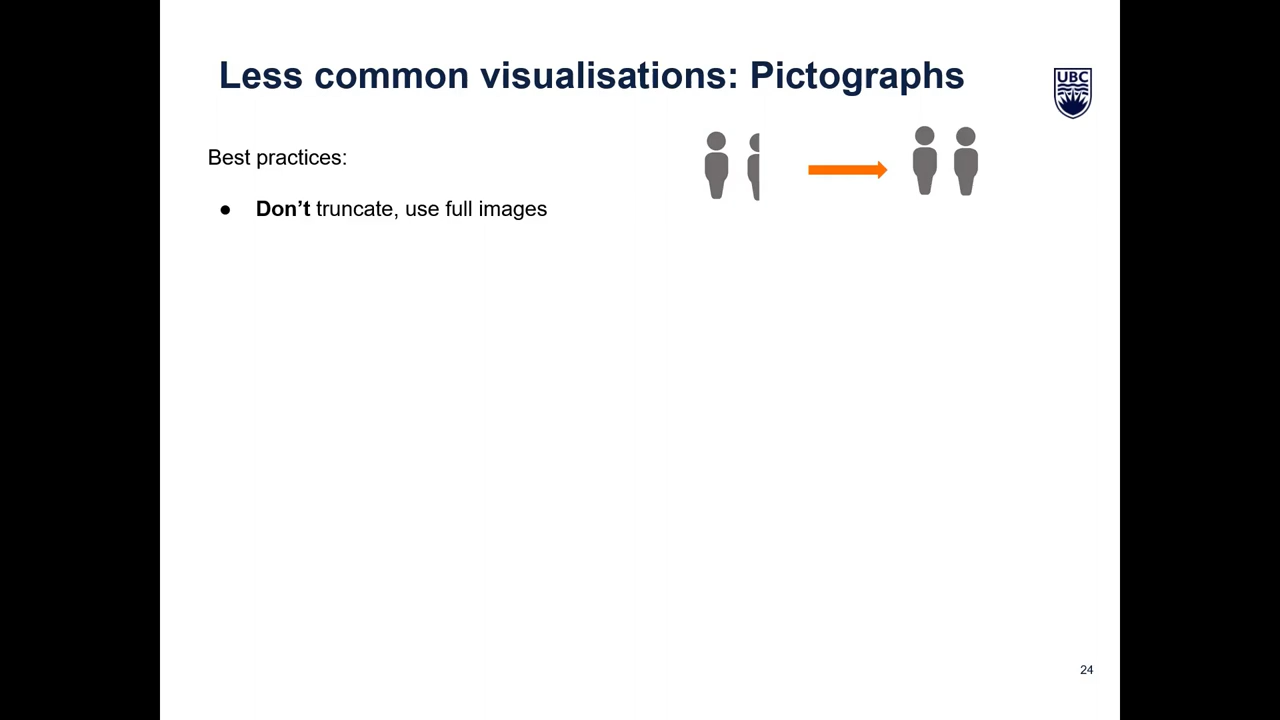 Less common visualisations: Pictographs
UBC
Best practices:
● Don’t truncate, use full images
24